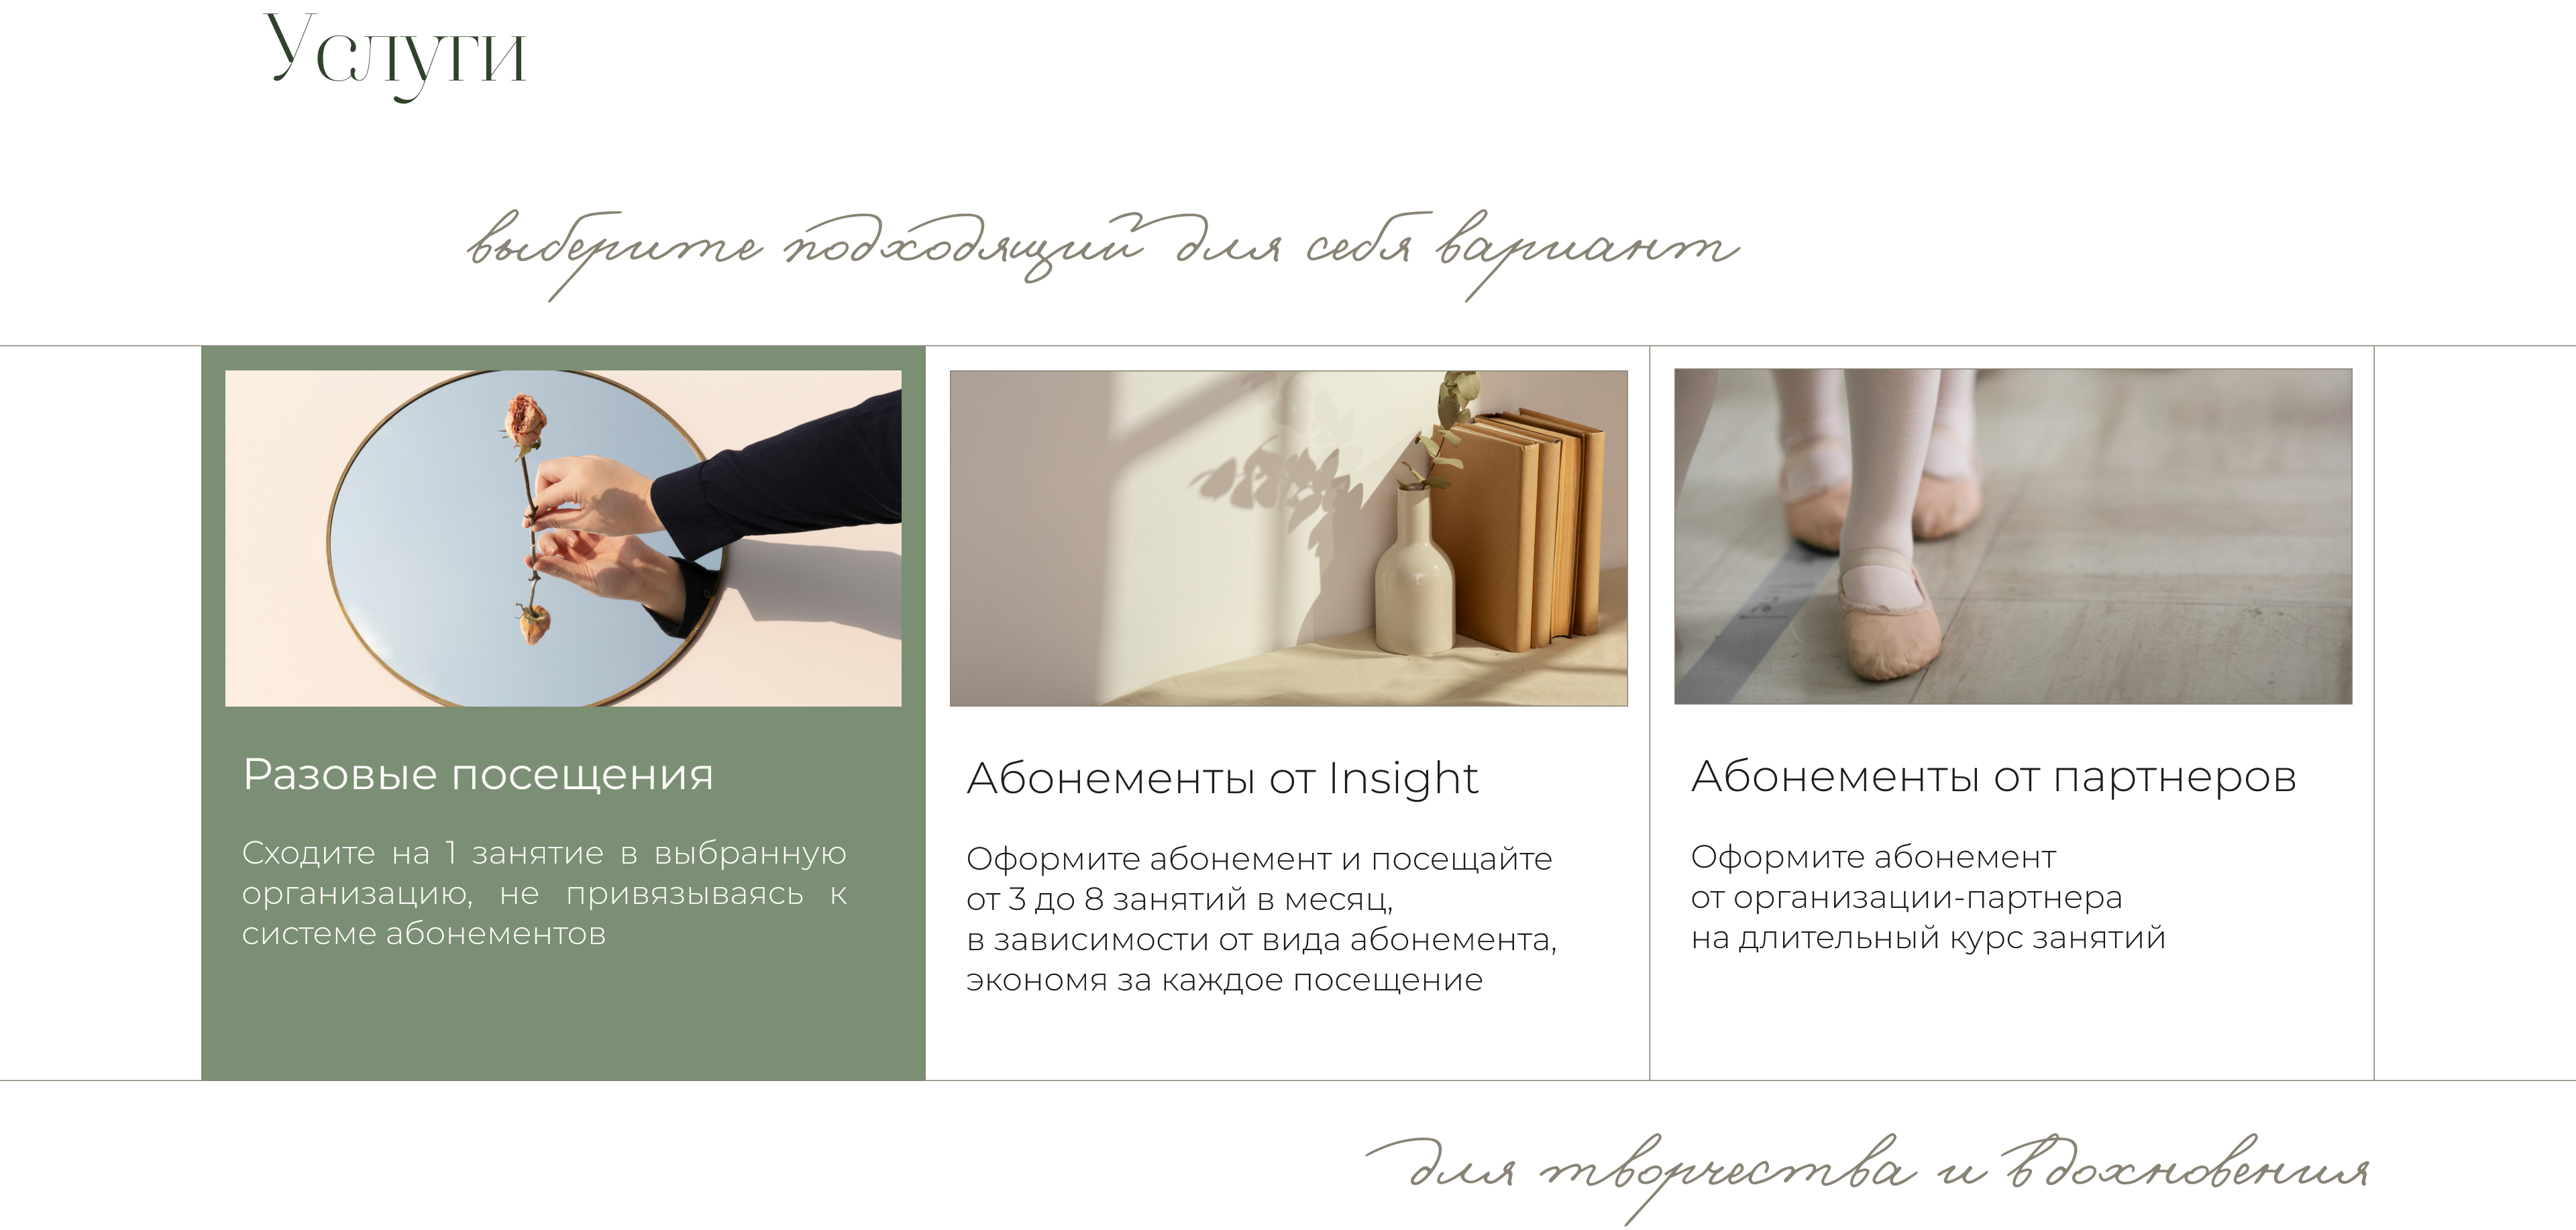 Услуги
выберите подходящий для себя вариант
Разовые посещения
Сходите на 1 занятие в выбранную
организацию, не привязываясь к
системе абонементов
Абонементы от Insight
Оформите абонемент и посещайте
от 3 до 8 занятий в месяц,
в зависимости от вида абонемента,
экономя за каждое посещение
Абонементы от партнеров
Оформите абонемент
от организации-партнера
на длительный курс занятий
для творчества и вдохновения